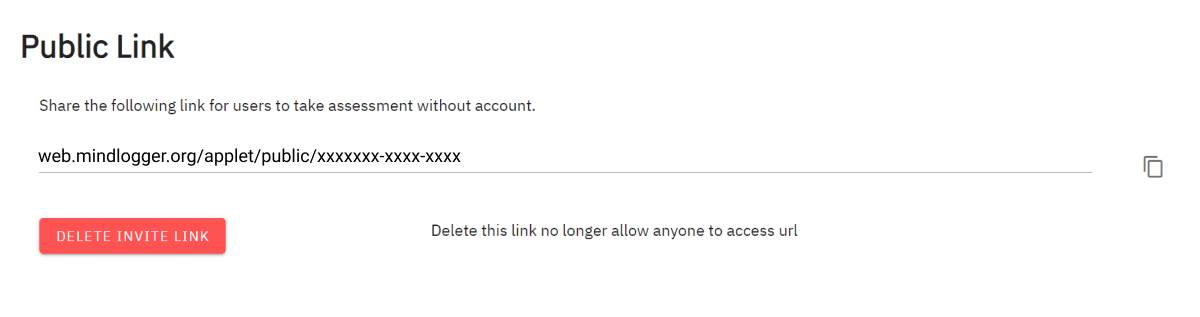 Public Link
Share the following link for users to take assessment without account.
web.mindlogger.org/applet/public/xxxxxxx-xxxx-xxxx
DELETE INVITE LINK
Delete this link no longer allow anyone to access url